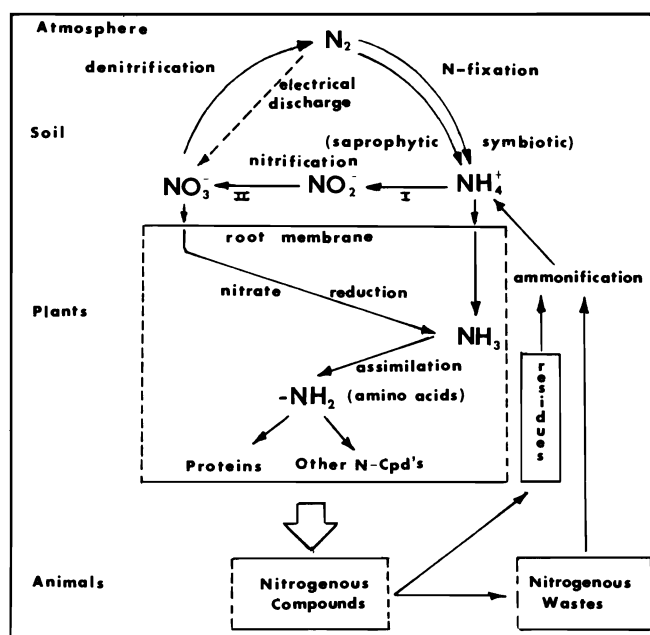 Atmosphere
N₂
denitrification
N-fixation
electrical
discharge
Soil
(saprophytic symbiotic)
nitrification
NO₃⁻ NO₂⁻ NH₄⁺
II I
root membrane
ammonification
nitrate reduction
Plants
NH₃
assimilation
-NH₂ (amino acids)
residues
Proteins Other N-Cpd's
Animals
Nitrogenous
Compounds
Nitrogenous
Wastes